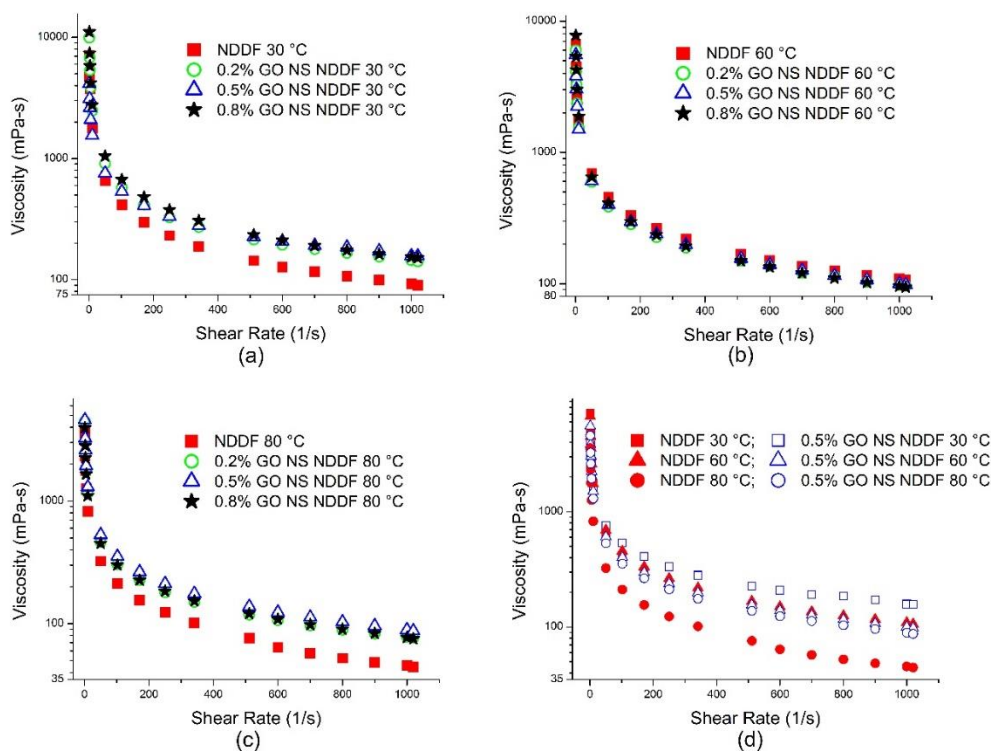 10000
1000
100
75
Viscosity (mPa-s)
NDDF 30 °C
0.2% GO NS NDDF 30 °C
0.5% GO NS NDDF 30 °C
0.8% GO NS NDDF 30 °C
0 200 400 600 800 1000
Shear Rate (1/s)
(a)
10000
1000
100
80
Viscosity (mPa-s)
NDDF 60 °C
0.2% GO NS NDDF 60 °C
0.5% GO NS NDDF 60 °C
0.8% GO NS NDDF 60 °C
0 200 400 600 800 1000
Shear Rate (1/s)
(b)
1000
100
35
Viscosity (mPa-s)
NDDF 80 °C
0.2% GO NS NDDF 80 °C
0.5% GO NS NDDF 80 °C
0.8% GO NS NDDF 80 °C
0 200 400 600 800 1000
Shear Rate (1/s)
(c)
1000
100
35
Viscosity (mPa-s)
NDDF 30 °C; 0.5% GO NS NDDF 30 °C
NDDF 60 °C; 0.5% GO NS NDDF 60 °C
NDDF 80 °C; 0.5% GO NS NDDF 80 °C
0 200 400 600 800 1000
Shear Rate (1/s)
(d)